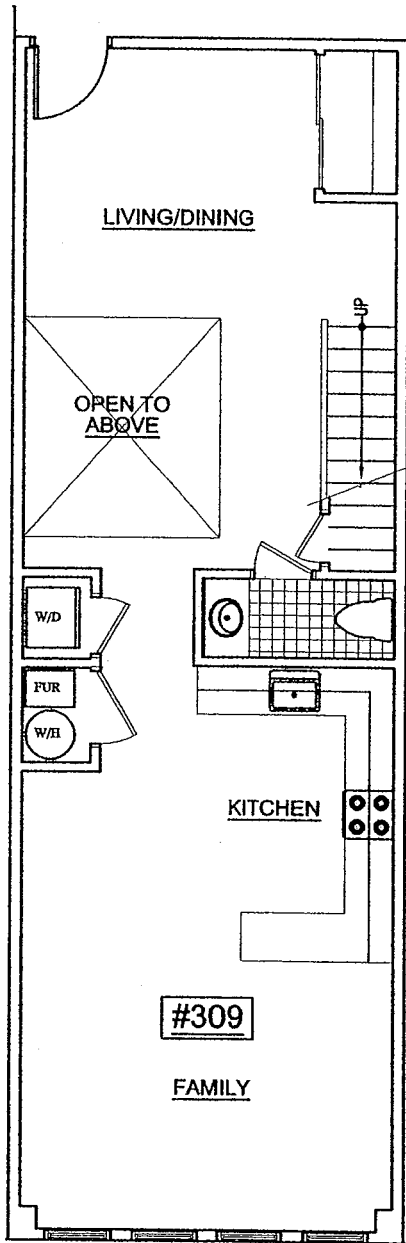 LIVING/DINING
UP
OPEN TO
ABOVE
W/D
FUR
W/H
KITCHEN
#309
FAMILY